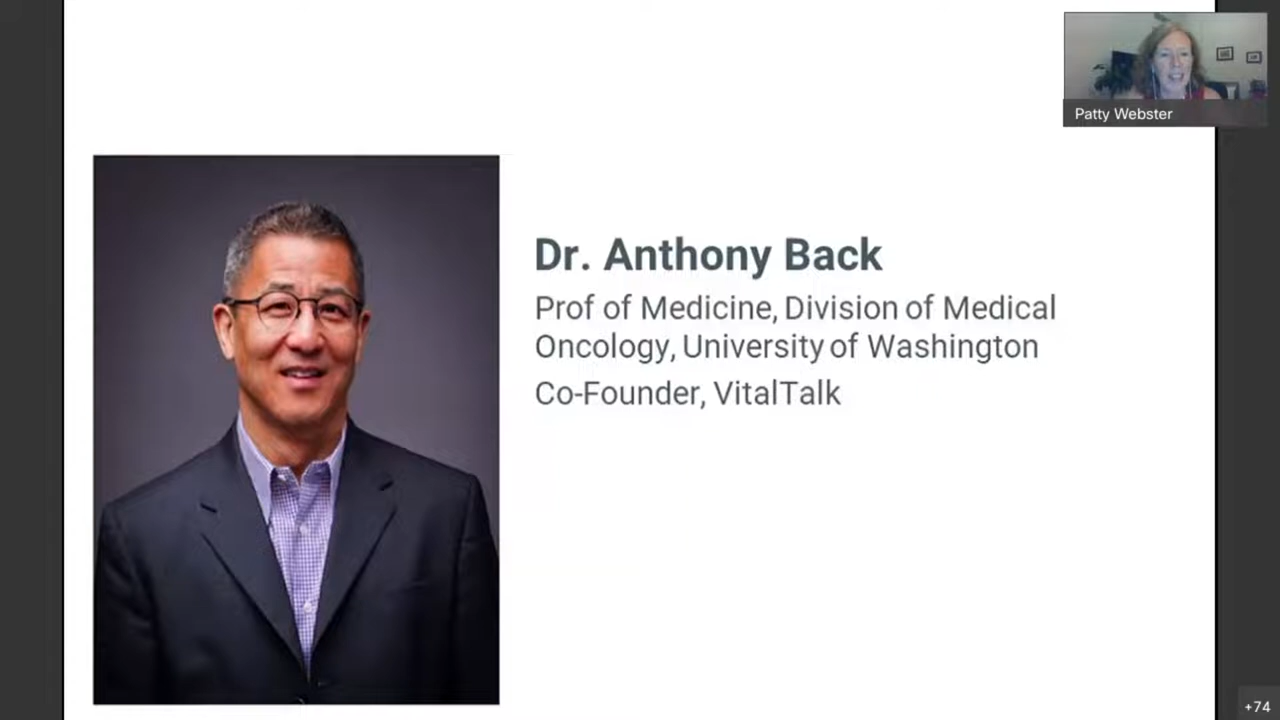 Patty Webster
Dr. Anthony Back
Prof of Medicine, Division of Medical
Oncology, University of Washington
Co-Founder, VitalTalk
+74